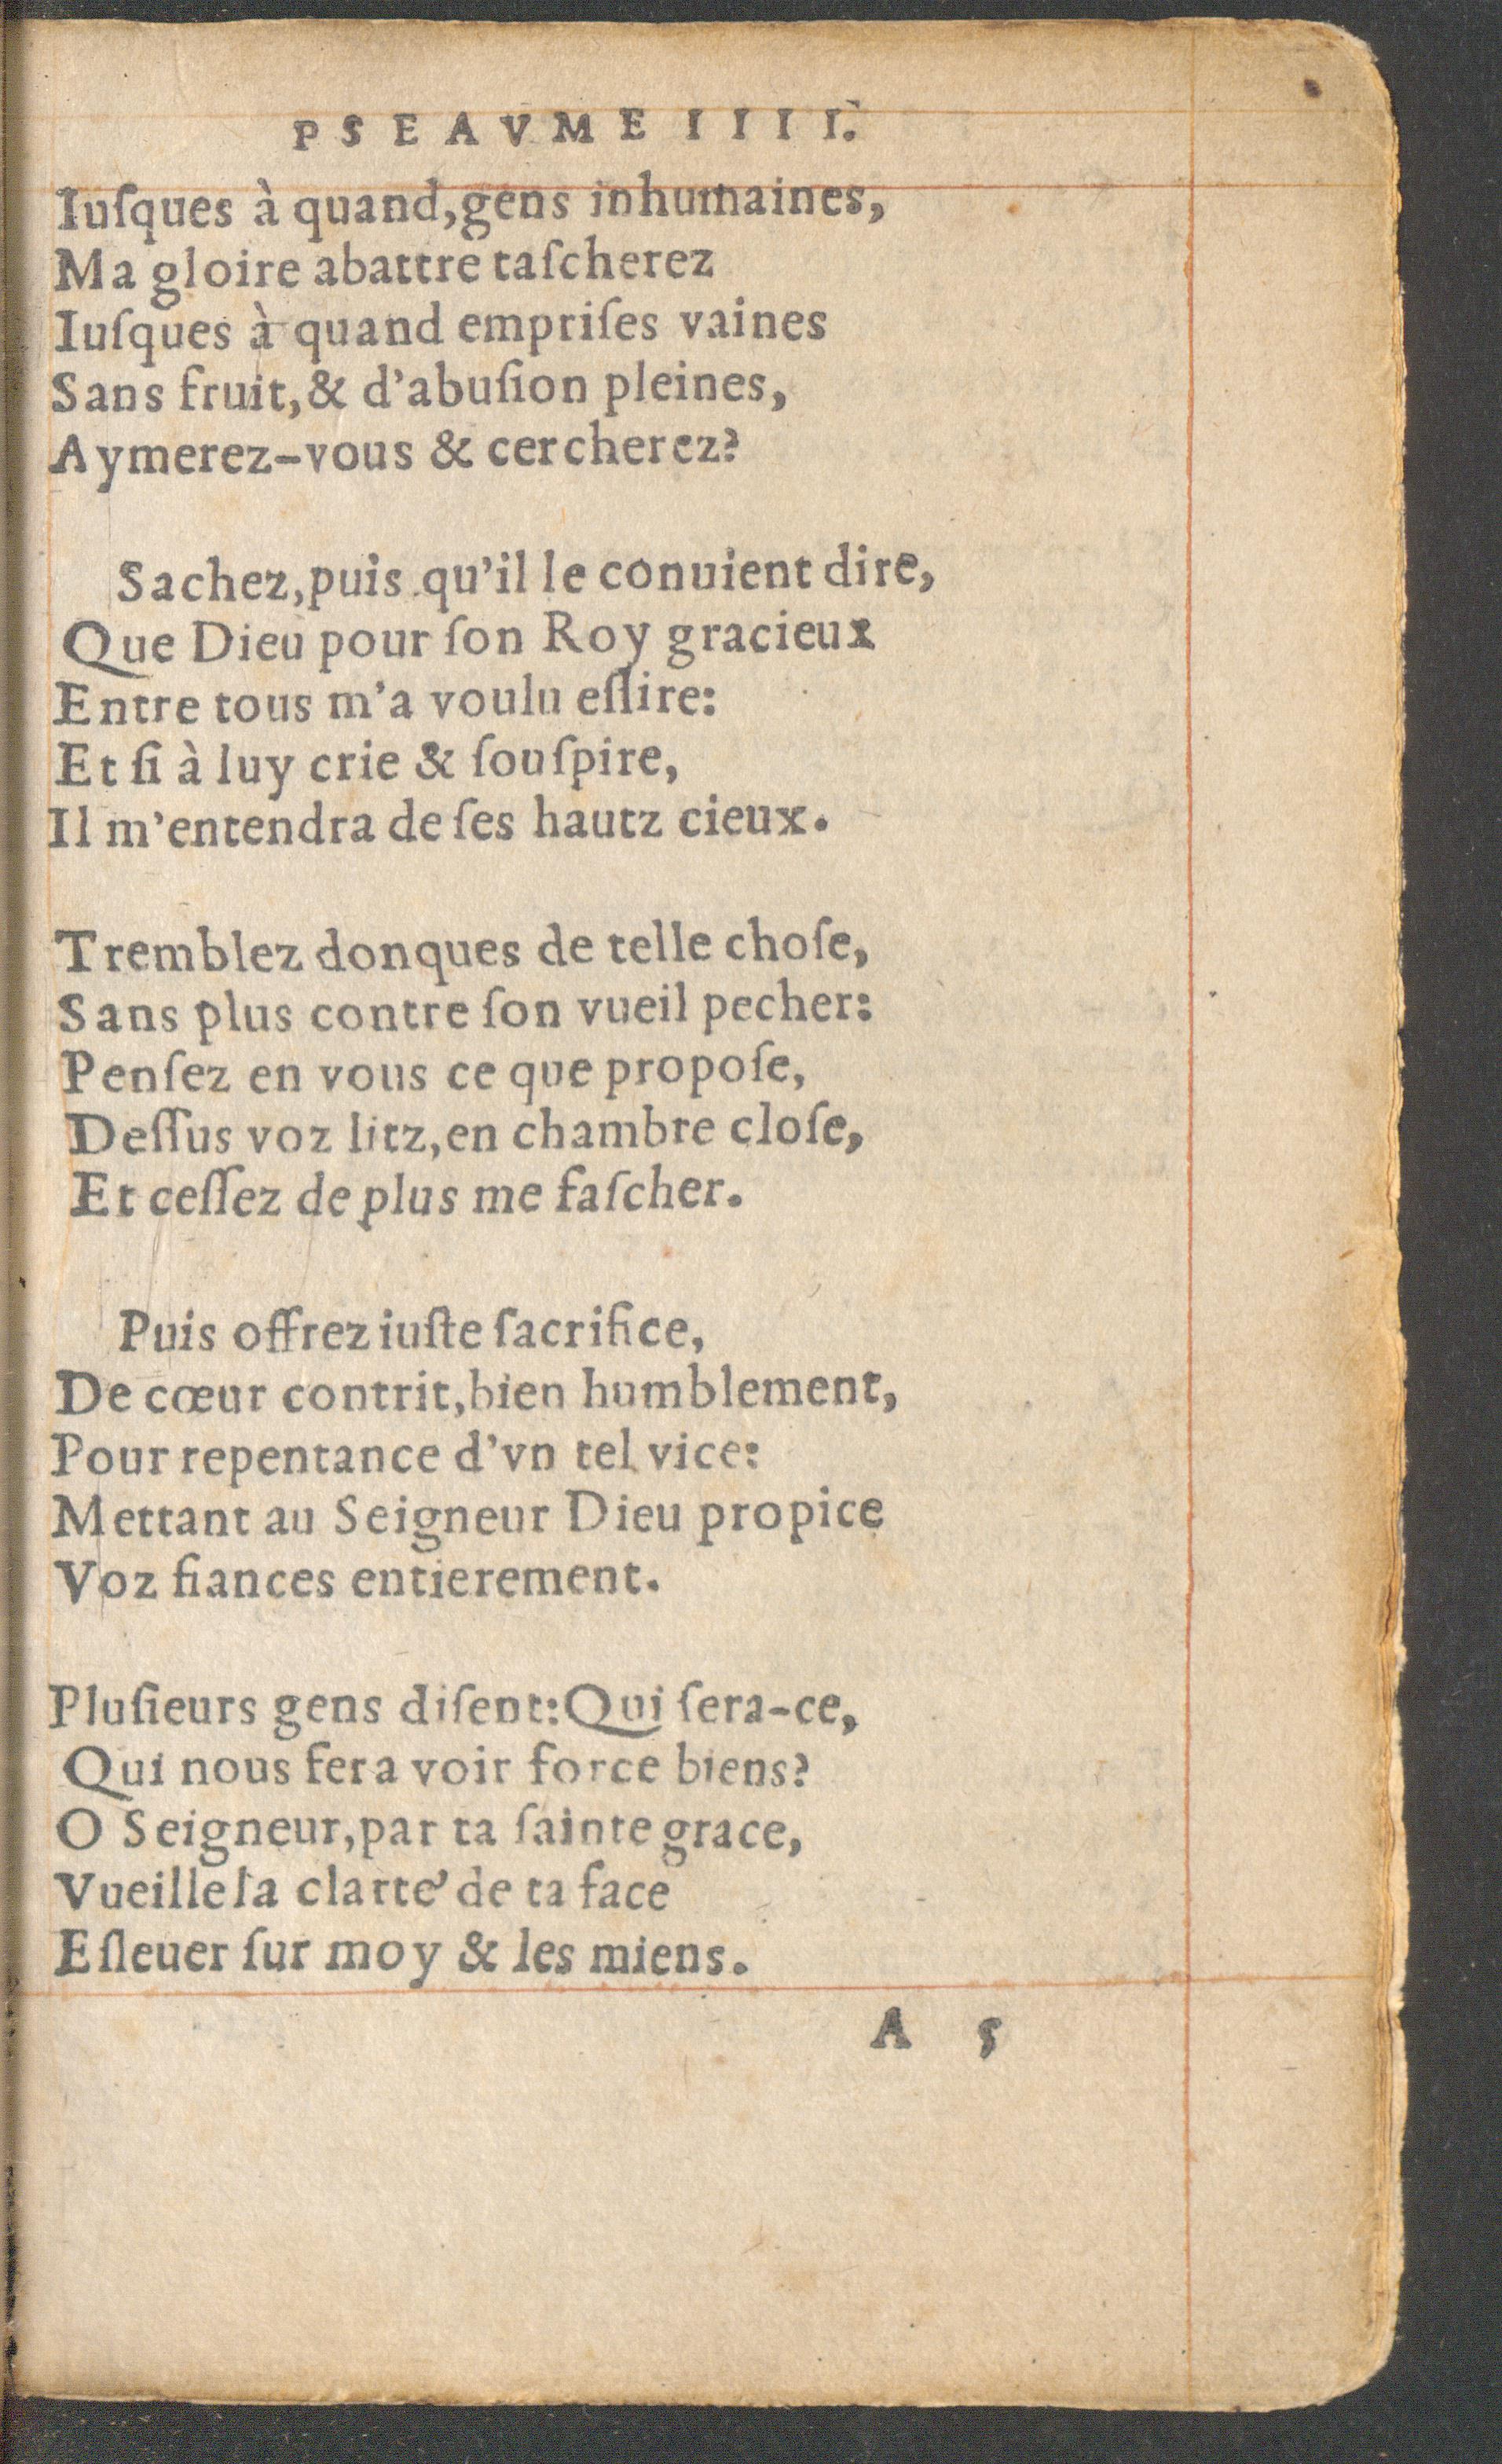 PSEAVME IIII.
Iuſques à quand, gens inhumaines,
Ma gloire abattre taſcherez
Iuſques à quand empriſes vaines
Sans fruit, & d'abuſion pleines,
Aymerez-vous & cercherez?
Sachez, puis qu'il le conuient dire,
Que Dieu pour ſon Roy gracieux
Entre tous m'a voulu eſlire:
Et ſi à luy crie & ſouſpire,
Il m'entendra de ſes hautz cieux.
Tremblez donques de telle choſe,
Sans plus contre ſon vueil pecher:
Penſez en vous ce que propoſe,
Deſſus voz litz, en chambre cloſe,
Et ceſſez de plus me faſcher.
Puis offrez iuſte ſacrifice,
De cœur contrit, bien humblement,
Pour repentance d'vn tel vice:
Mettant au Seigneur Dieu propice
Voz fiances entierement.
Pluſieurs gens diſent: Qui ſera-ce,
Qui nous fera voir force biens?
O Seigneur, par ta ſainte grace,
Vueille la clarté de ta face
Eſleuer ſur moy & les miens.
A 5